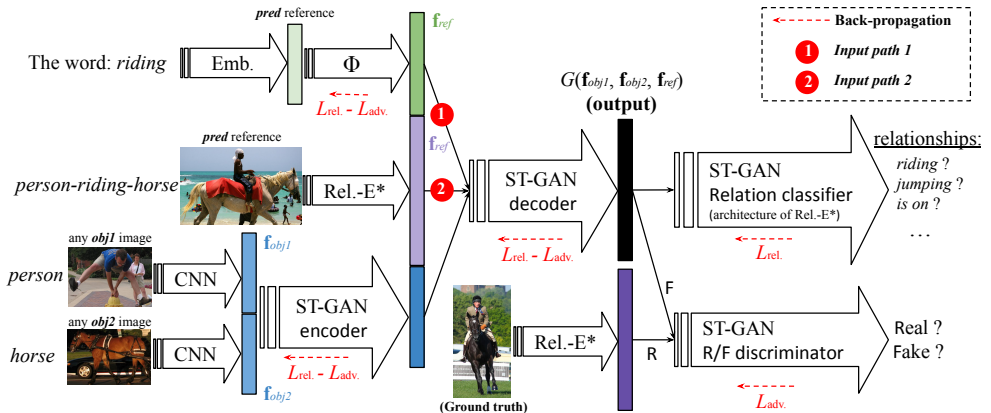 pred reference
f_ref
Back-propagation
1 Input path 1
2 Input path 2
The word: riding
Emb.
Φ
L_rel. - L_adv.
G(f_obj1, f_obj2, f_ref)
(output)
1
pred reference
f_ref
person-riding-horse
Rel.-E*
2
ST-GAN
decoder
L_rel. - L_adv.
ST-GAN
Relation classifier
(architecture of Rel.-E*)
L_rel.
relationships:
riding ?
jumping ?
is on ?
…
any obj1 image
f_obj1
person
CNN
any obj2 image
horse
CNN
f_obj2
ST-GAN
encoder
L_rel. - L_adv.
(Ground truth)
Rel.-E*
F
R
ST-GAN
R/F discriminator
L_adv.
Real ?
Fake ?